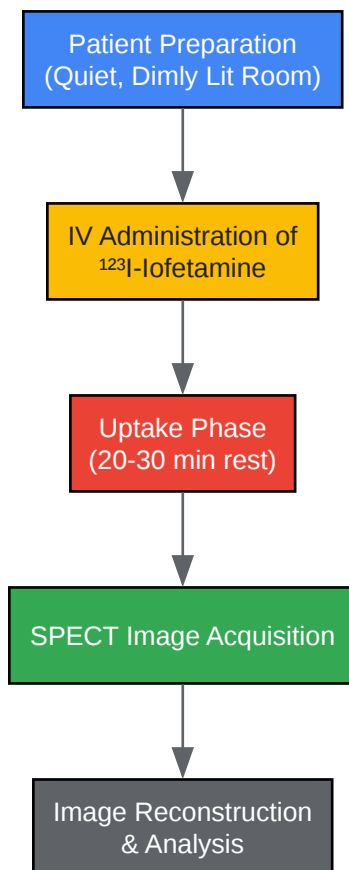 Patient Preparation
(Quiet, Dimly Lit Room)
IV Administration of
¹²³I-Iofetamine
Uptake Phase
(20-30 min rest)
SPECT Image Acquisition
Image Reconstruction
& Analysis